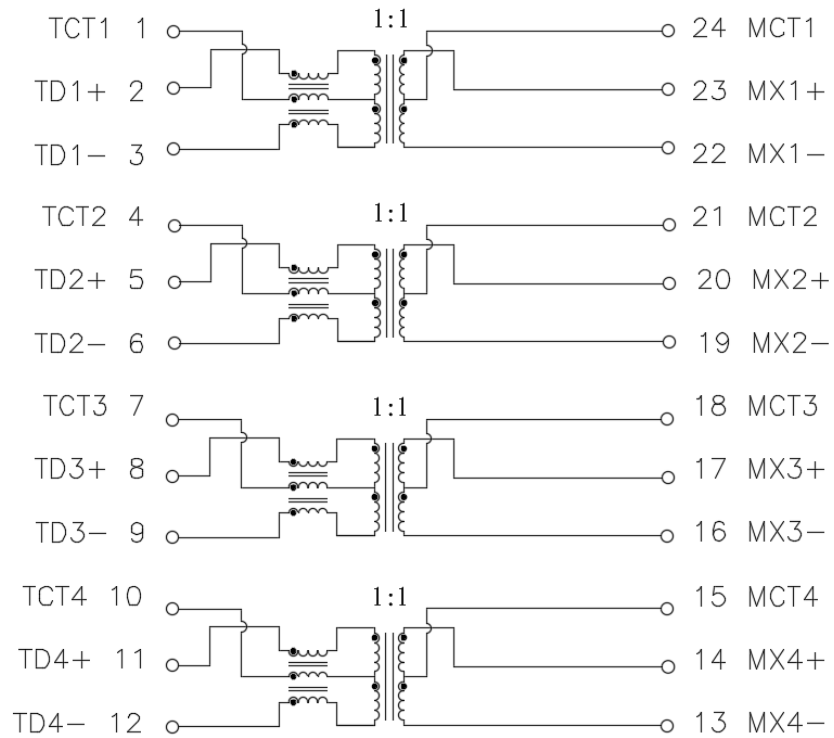 TCT1 1 1:1 24 MCT1
TD1+ 2 23 MX1+
TD1- 3 22 MX1-
TCT2 4 1:1 21 MCT2
TD2+ 5 20 MX2+
TD2- 6 19 MX2-
TCT3 7 1:1 18 MCT3
TD3+ 8 17 MX3+
TD3- 9 16 MX3-
TCT4 10 1:1 15 MCT4
TD4+ 11 14 MX4+
TD4- 12 13 MX4-